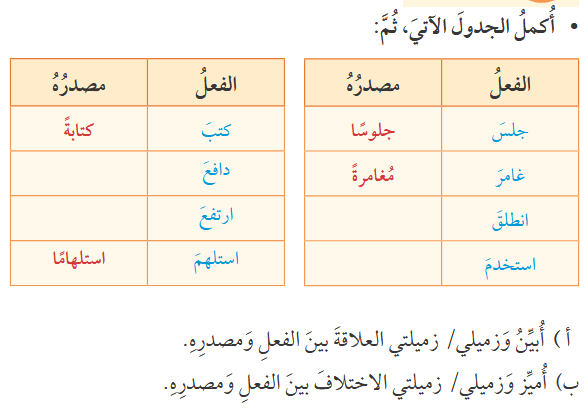 • أُكملُ الجدولَ الآتيَ، ثُمَّ:
الفعلُ مصدرُهُ
جلسَ جلوسًا
غامرَ مُغامرةً
انطلقَ
استخدمَ
الفعلُ مصدرُهُ
كتبَ كتابةً
دافعَ
ارتفعَ
استلهمَ استلهامًا
أ ) أُبيِّنُ وَزميلي/ زميلتي العلاقةَ بينَ الفعلِ وَمصدرِهِ.
ب) أُميِّز وَزميلي/ زميلتي الاختلافَ بينَ الفعلِ وَمصدرِهِ.